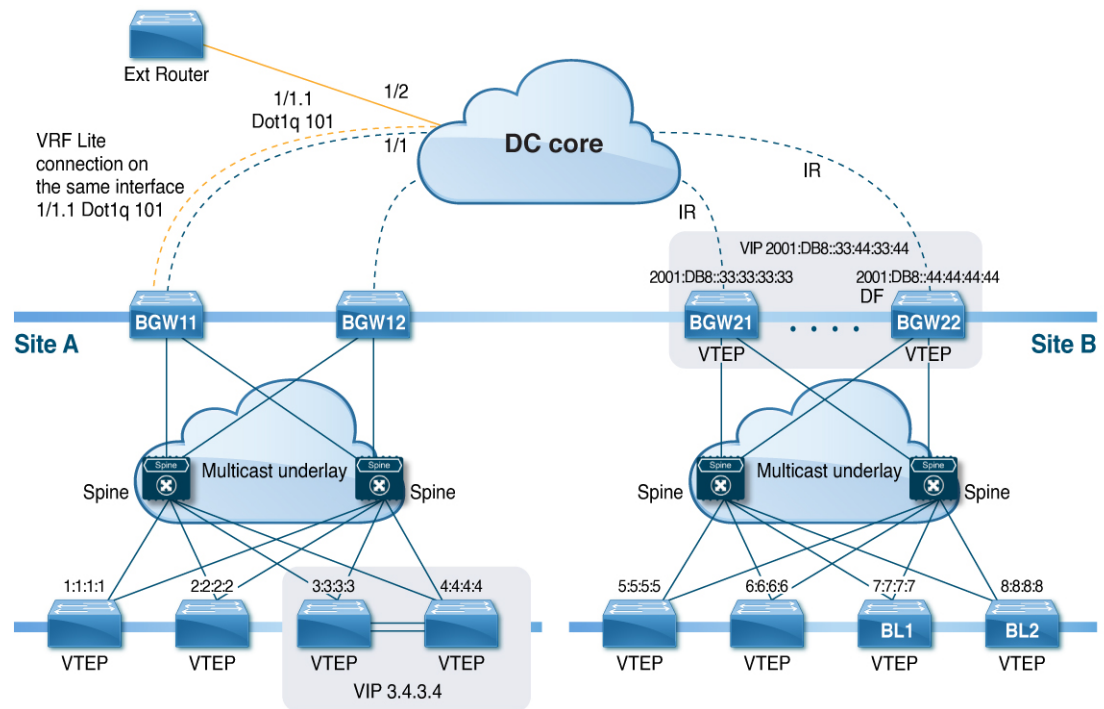 Ext Router
1/2
1/1.1
Dot1q 101
1/1
VRF Lite
connection on
the same interface
1/1.1 Dot1q 101
DC core
IR
IR
VIP 2001:DB8::33:44:33:44
2001:DB8::33:33:33:33
2001:DB8::44:44:44:44
DF
BGW11
BGW12
BGW21
BGW22
Site A
Site B
VTEP
VTEP
Spine
Multicast underlay
Spine
Spine
Multicast underlay
Spine
Spine
Spine
Spine
Spine
1:1:1:1
2:2:2:2
3:3:3:3
4:4:4:4
5:5:5:5
6:6:6:6
7:7:7:7
8:8:8:8
BL1
BL2
VTEP
VTEP
VTEP
VTEP
VTEP
VTEP
VTEP
VTEP
VIP 3.4.3.4